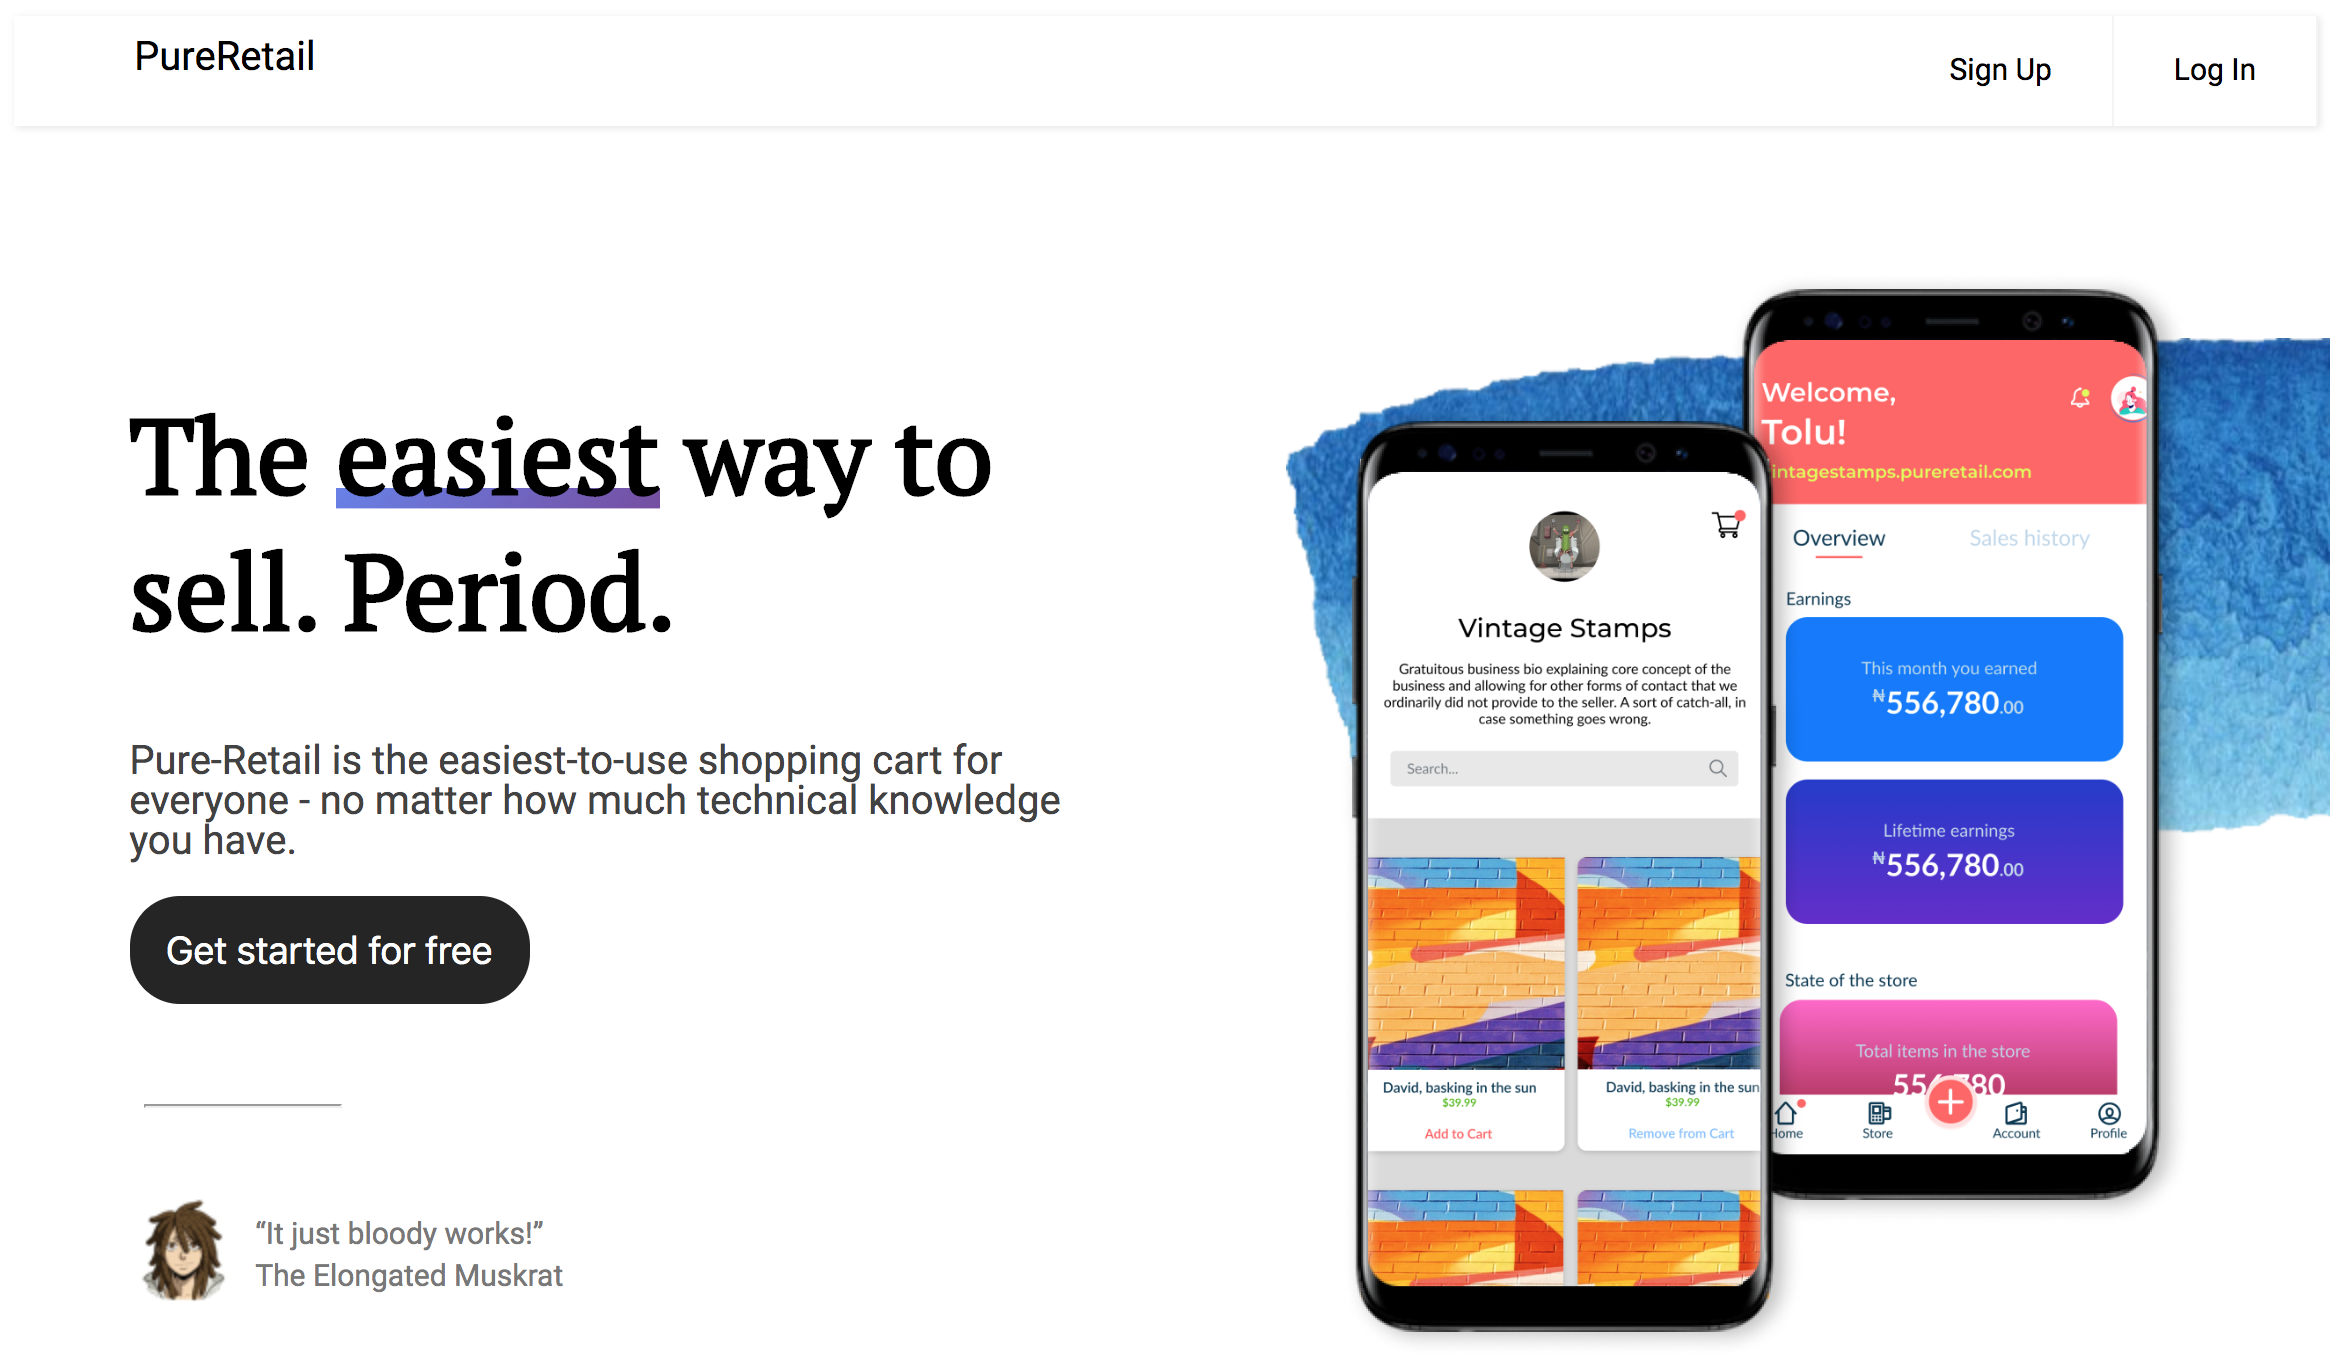 PureRetail
Sign Up
Log In
The easiest way to
sell. Period.
Pure-Retail is the easiest-to-use shopping cart for
everyone - no matter how much technical knowledge
you have.
Get started for free
“It just bloody works!”
The Elongated Muskrat
Vintage Stamps
Gratuitous business bio explaining core concept of the
business and allowing for other forms of contact that we
ordinarily did not provide to the seller. A sort of catch-all, in
case something goes wrong.
Search...
David, basking in the sun
$39.99
Add to Cart
David, basking in the sun
$39.99
Remove from Cart
Welcome,
Tolu!
intagestamps.pureretail.com
Overview
Sales history
Earnings
This month you earned
₦556,780.00
Lifetime earnings
₦556,780.00
State of the store
Total items in the store
556,780
Home
Store
Account
Profile